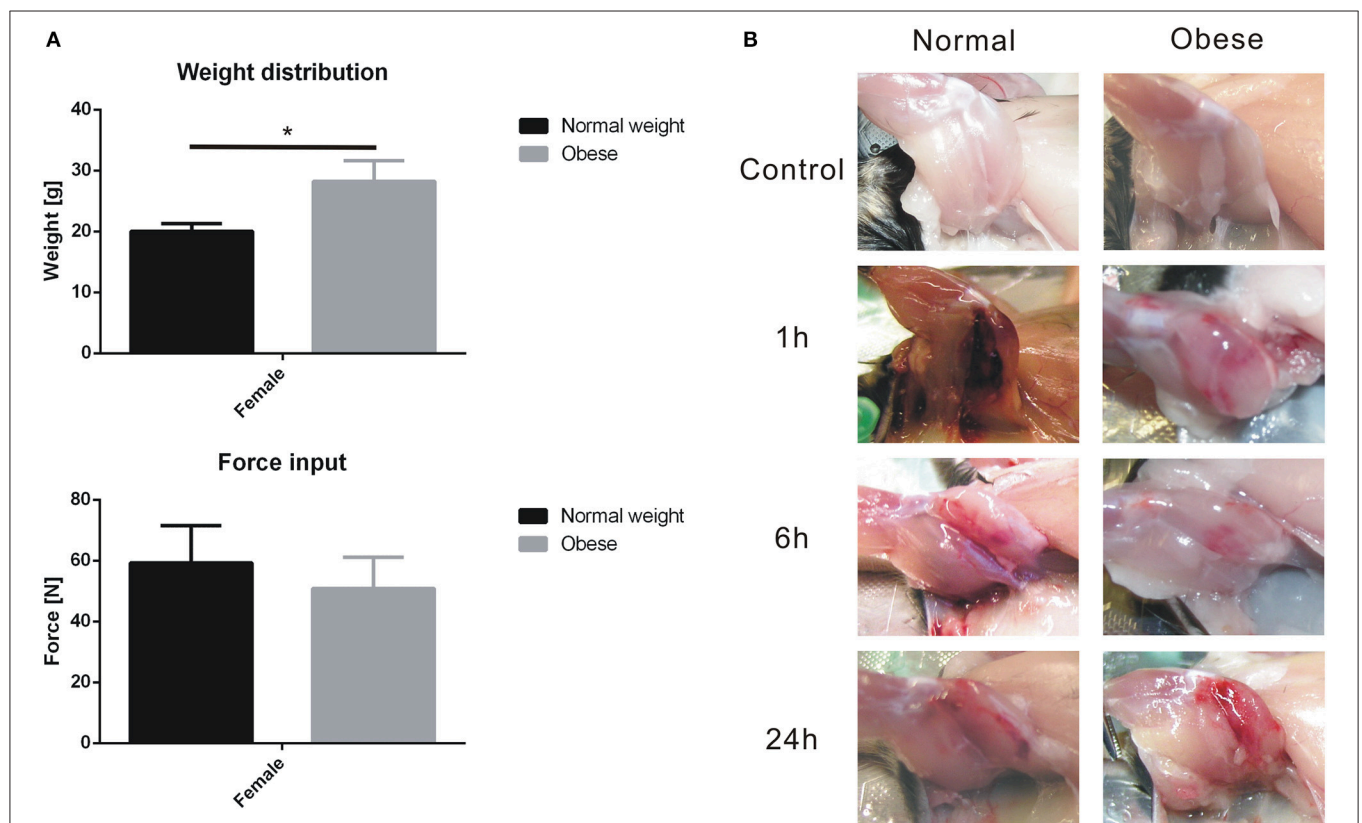 A
Weight distribution
40
30
20
10
0
Weight [g]
*
Normal weight
Obese
Female
Force input
80
60
40
20
0
Force [N]
Normal weight
Obese
Female
B
Normal
Obese
Control
1h
6h
24h